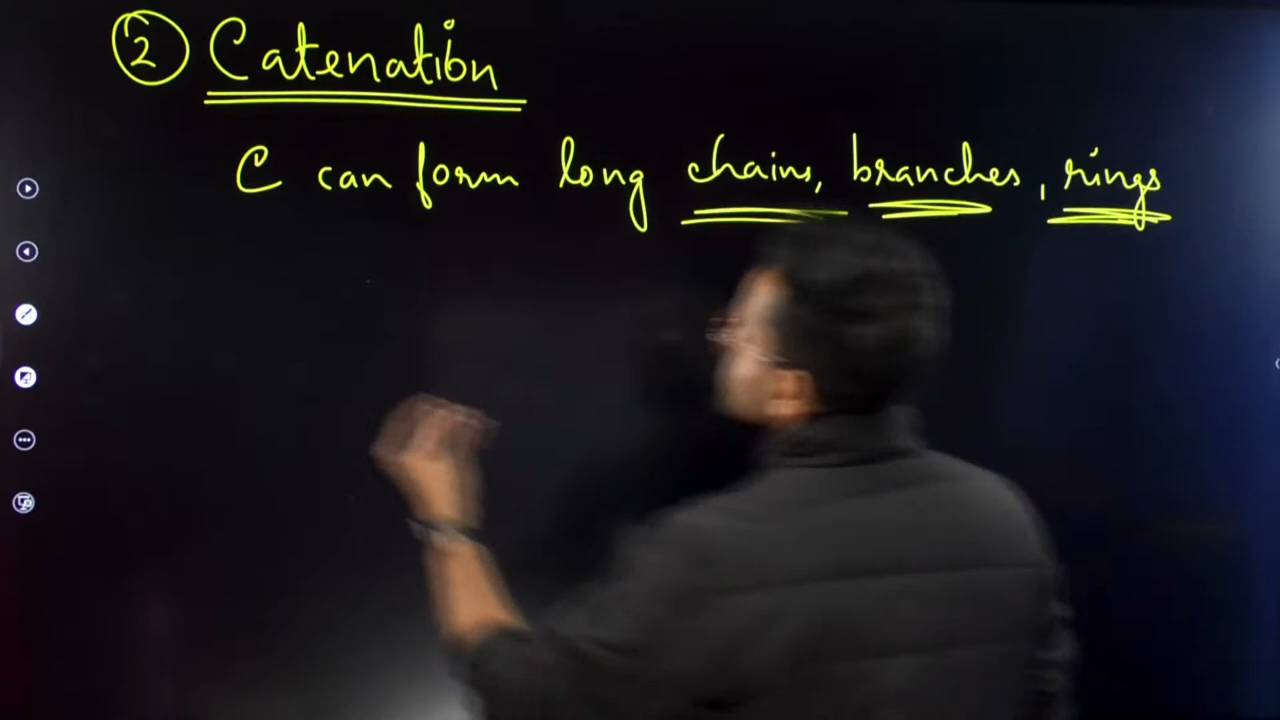 ② Catenation
C can form long chains, branches, rings